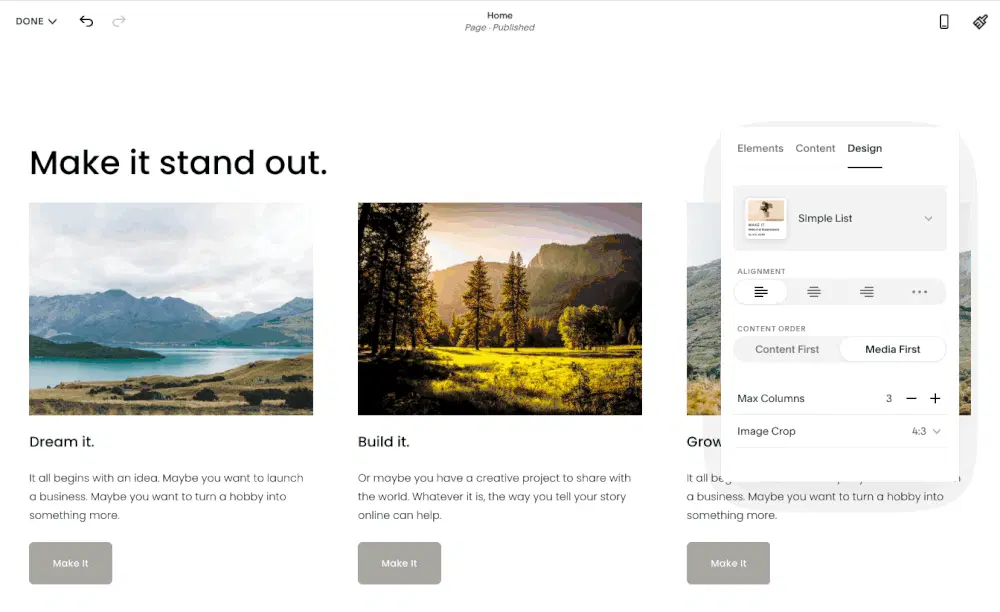 DONE
Home
Page · Published
Make it stand out.
Elements Content Design
MAKE IT
Simple List
ALIGNMENT
CONTENT ORDER
Content First Media First
Max Columns 3
Image Crop 4:3
Dream it.
It all begins with an idea. Maybe you want to launch
a business. Maybe you want to turn a hobby into
something more.
Make It
Build it.
Or maybe you have a creative project to share with
the world. Whatever it is, the way you tell your story
online can help.
Make It
Grow
It all
a business. Maybe you want to turn a hobby into
something more.
Make It